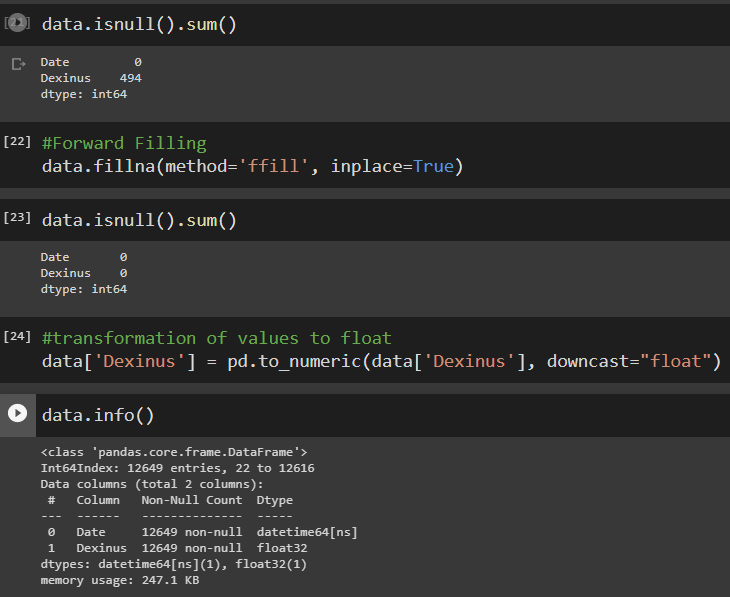 data.isnull().sum()
Date 0
Dexinus 494
dtype: int64
[22] #Forward Filling
data.fillna(method='ffill', inplace=True)
[23] data.isnull().sum()
Date 0
Dexinus 0
dtype: int64
[24] #transformation of values to float
data['Dexinus'] = pd.to_numeric(data['Dexinus'], downcast="float")
data.info()
<class 'pandas.core.frame.DataFrame'>
Int64Index: 12649 entries, 22 to 12616
Data columns (total 2 columns):
# Column Non-Null Count Dtype
--- ------ -------------- -----
0 Date 12649 non-null datetime64[ns]
1 Dexinus 12649 non-null float32
dtypes: datetime64[ns](1), float32(1)
memory usage: 247.1 KB